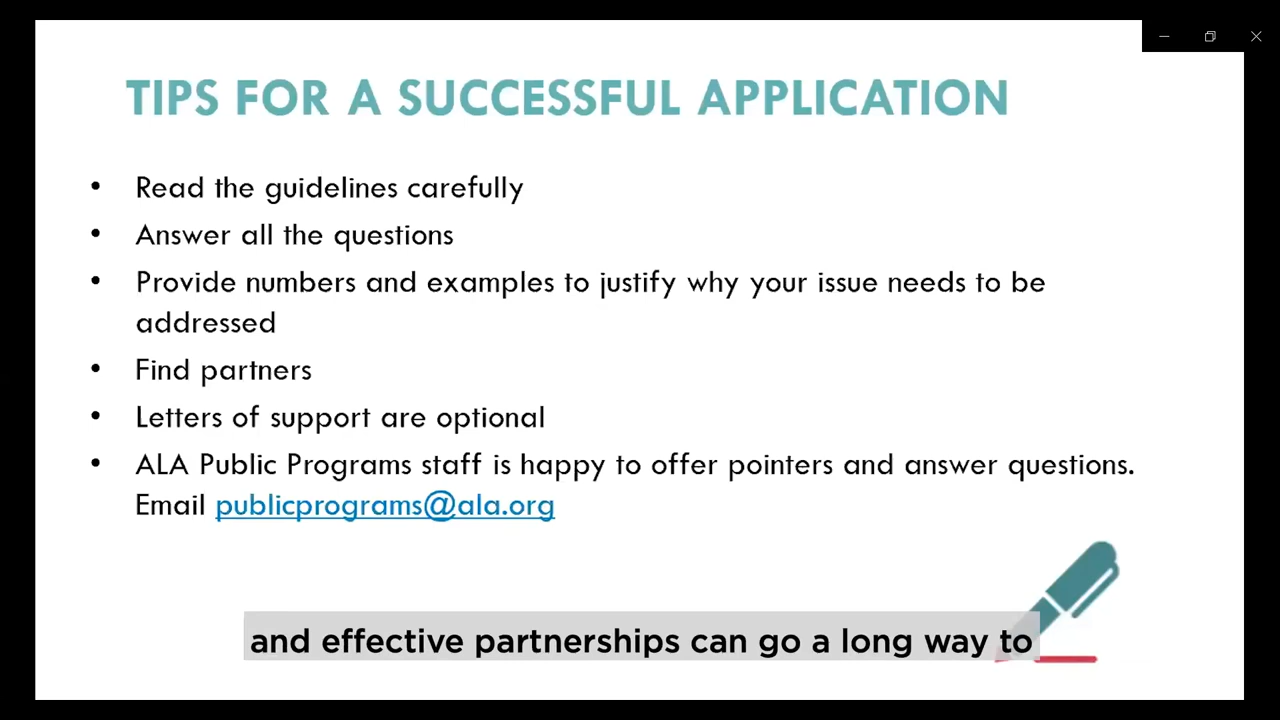 TIPS FOR A SUCCESSFUL APPLICATION
• Read the guidelines carefully
• Answer all the questions
• Provide numbers and examples to justify why your issue needs to be
addressed
• Find partners
• Letters of support are optional
• ALA Public Programs staff is happy to offer pointers and answer questions.
Email publicprograms@ala.org
and effective partnerships can go a long way to